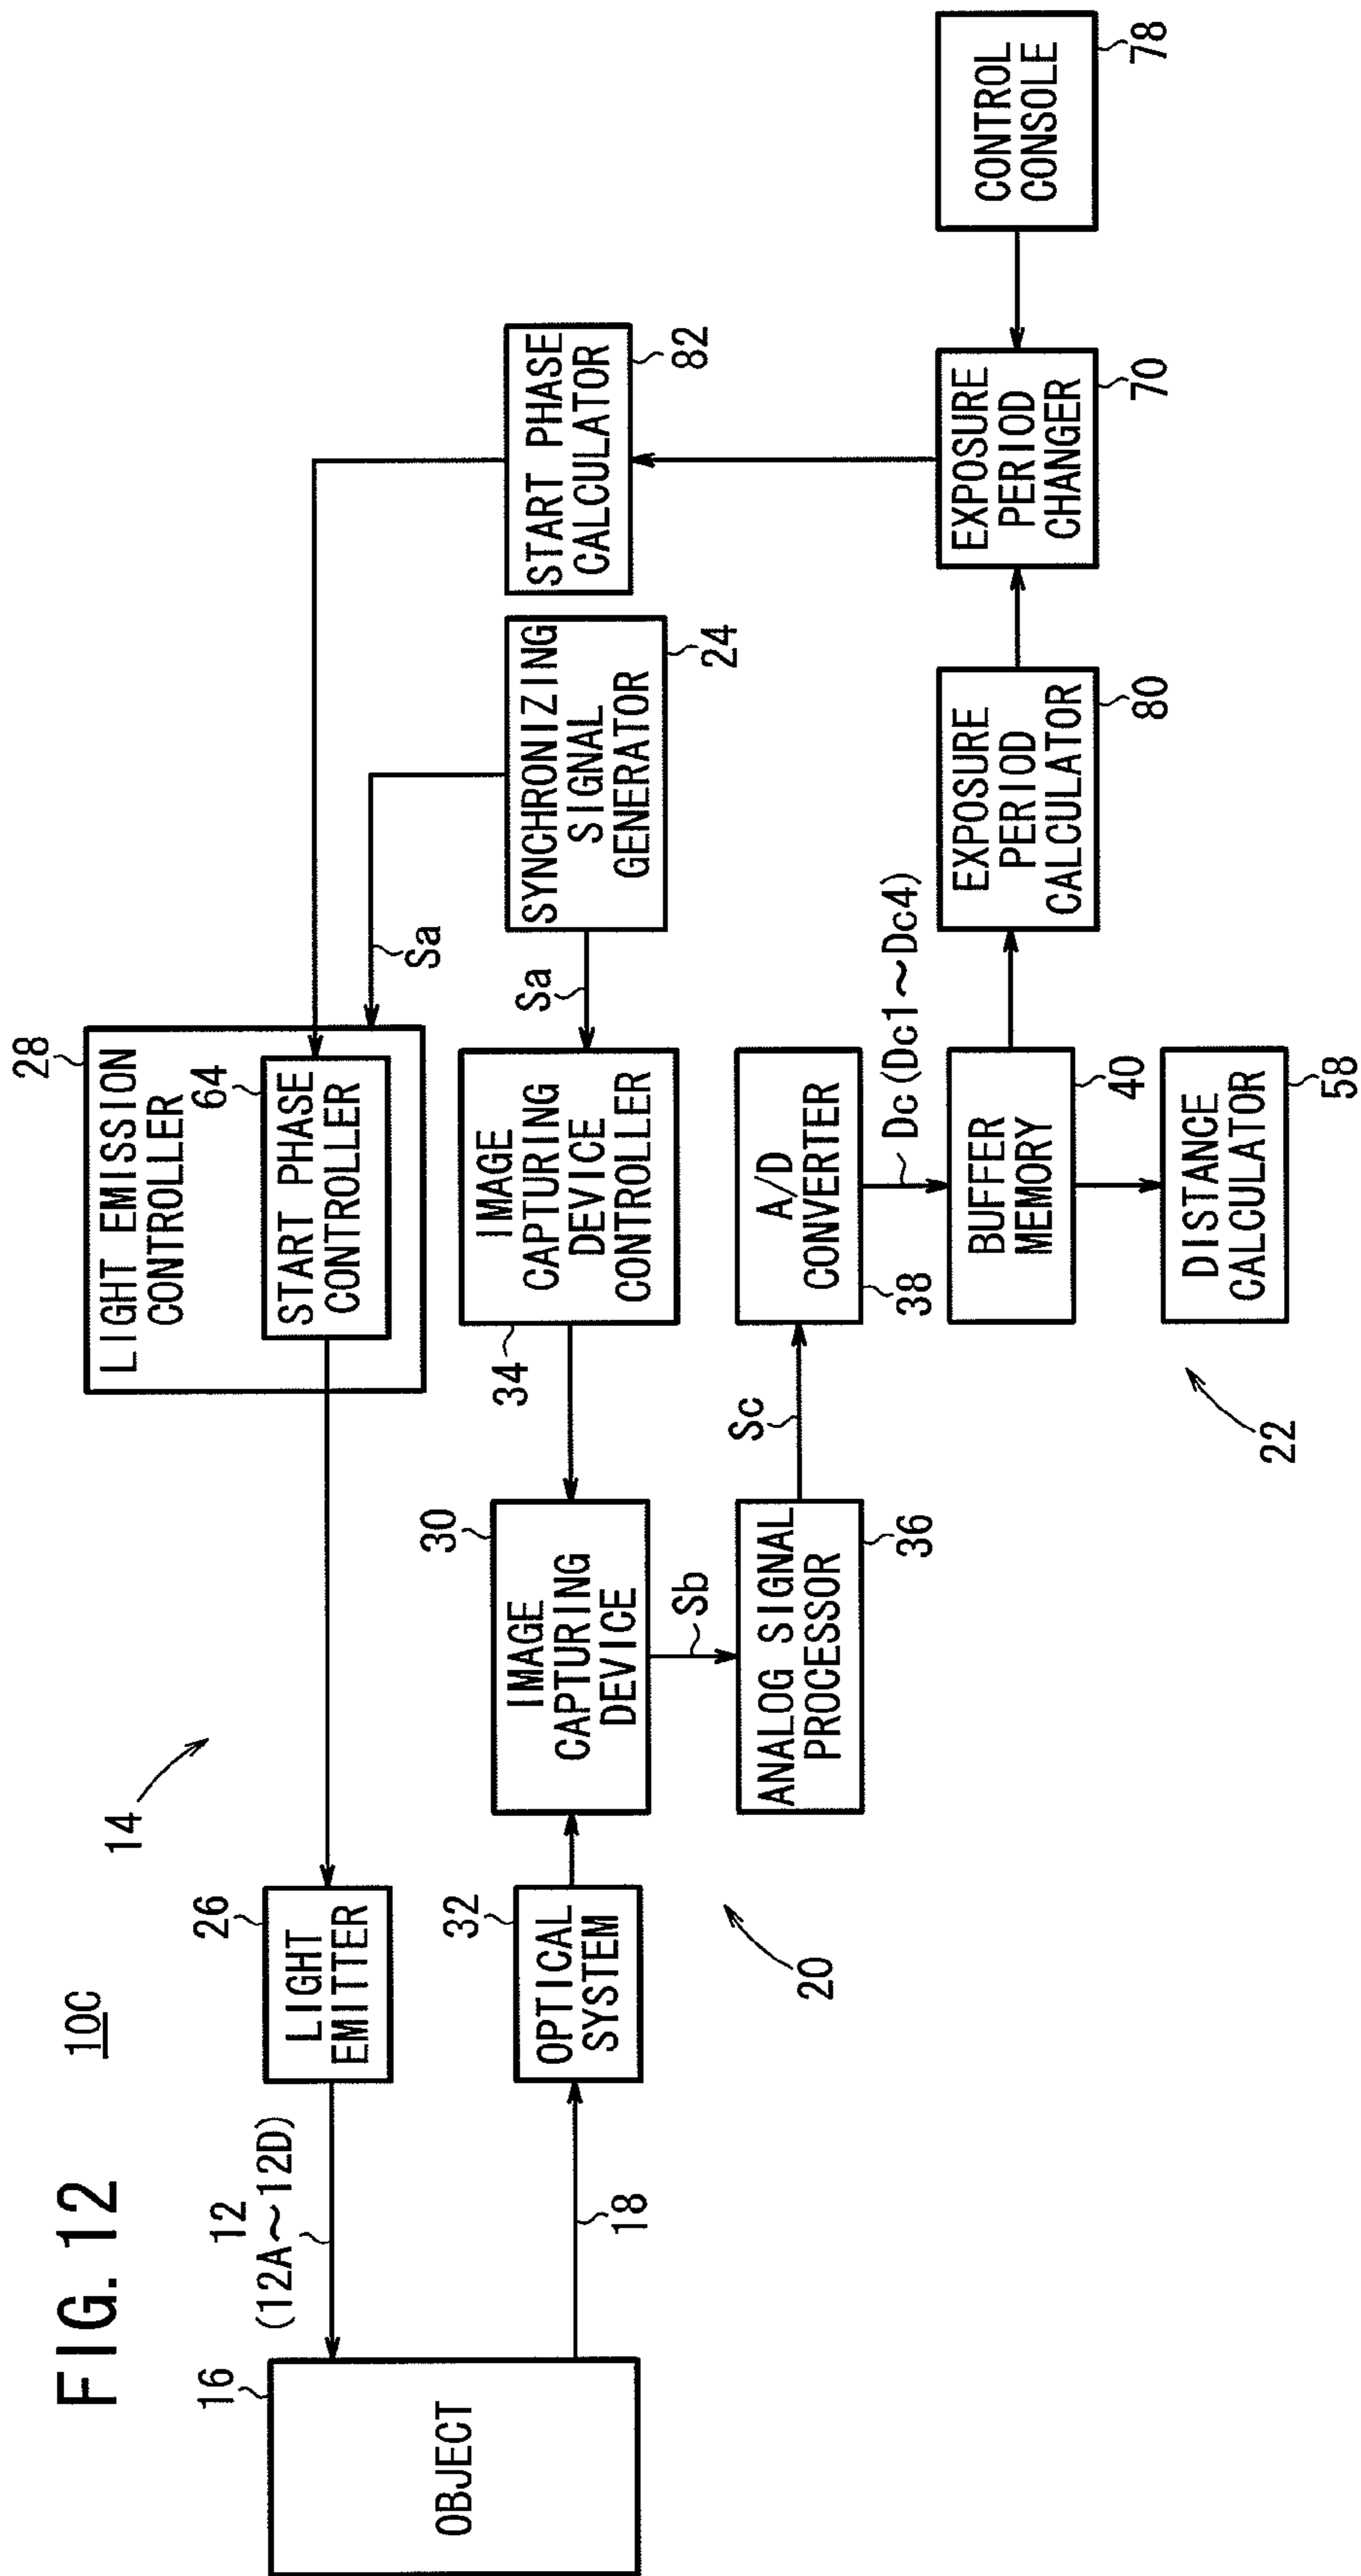 FIG. 12
10C
14
16
OBJECT
12
(12A~12D)
18
26
LIGHT
EMITTER
28
LIGHT EMISSION
CONTROLLER
64
START PHASE
CONTROLLER
Sa
32
OPTICAL
SYSTEM
20
30
IMAGE
CAPTURING
DEVICE
34
IMAGE
CAPTURING
DEVICE
CONTROLLER
Sa
SYNCHRONIZING
SIGNAL
GENERATOR
24
START PHASE
CALCULATOR
82
Sb
ANALOG SIGNAL
PROCESSOR
36
Sc
A/D
CONVERTER
38
Dc(Dc1~Dc4)
BUFFER
MEMORY
40
EXPOSURE
PERIOD
CALCULATOR
80
EXPOSURE
PERIOD
CHANGER
70
CONTROL
CONSOLE
78
DISTANCE
CALCULATOR
58
22